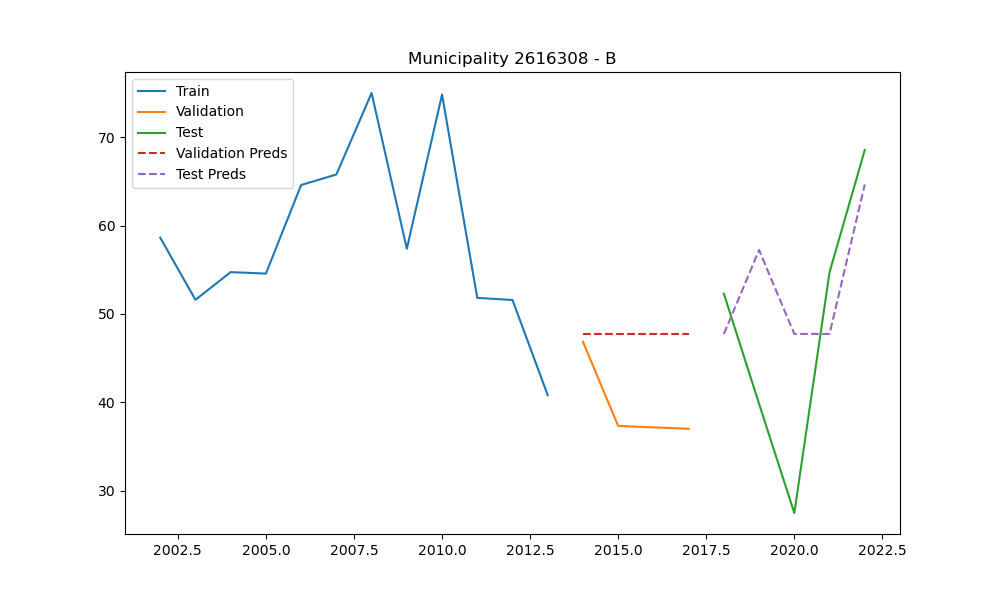 Municipality 2616308 - B
Train
Validation
Test
Validation Preds
Test Preds
70
60
50
40
30
2002.5 2005.0 2007.5 2010.0 2012.5 2015.0 2017.5 2020.0 2022.5